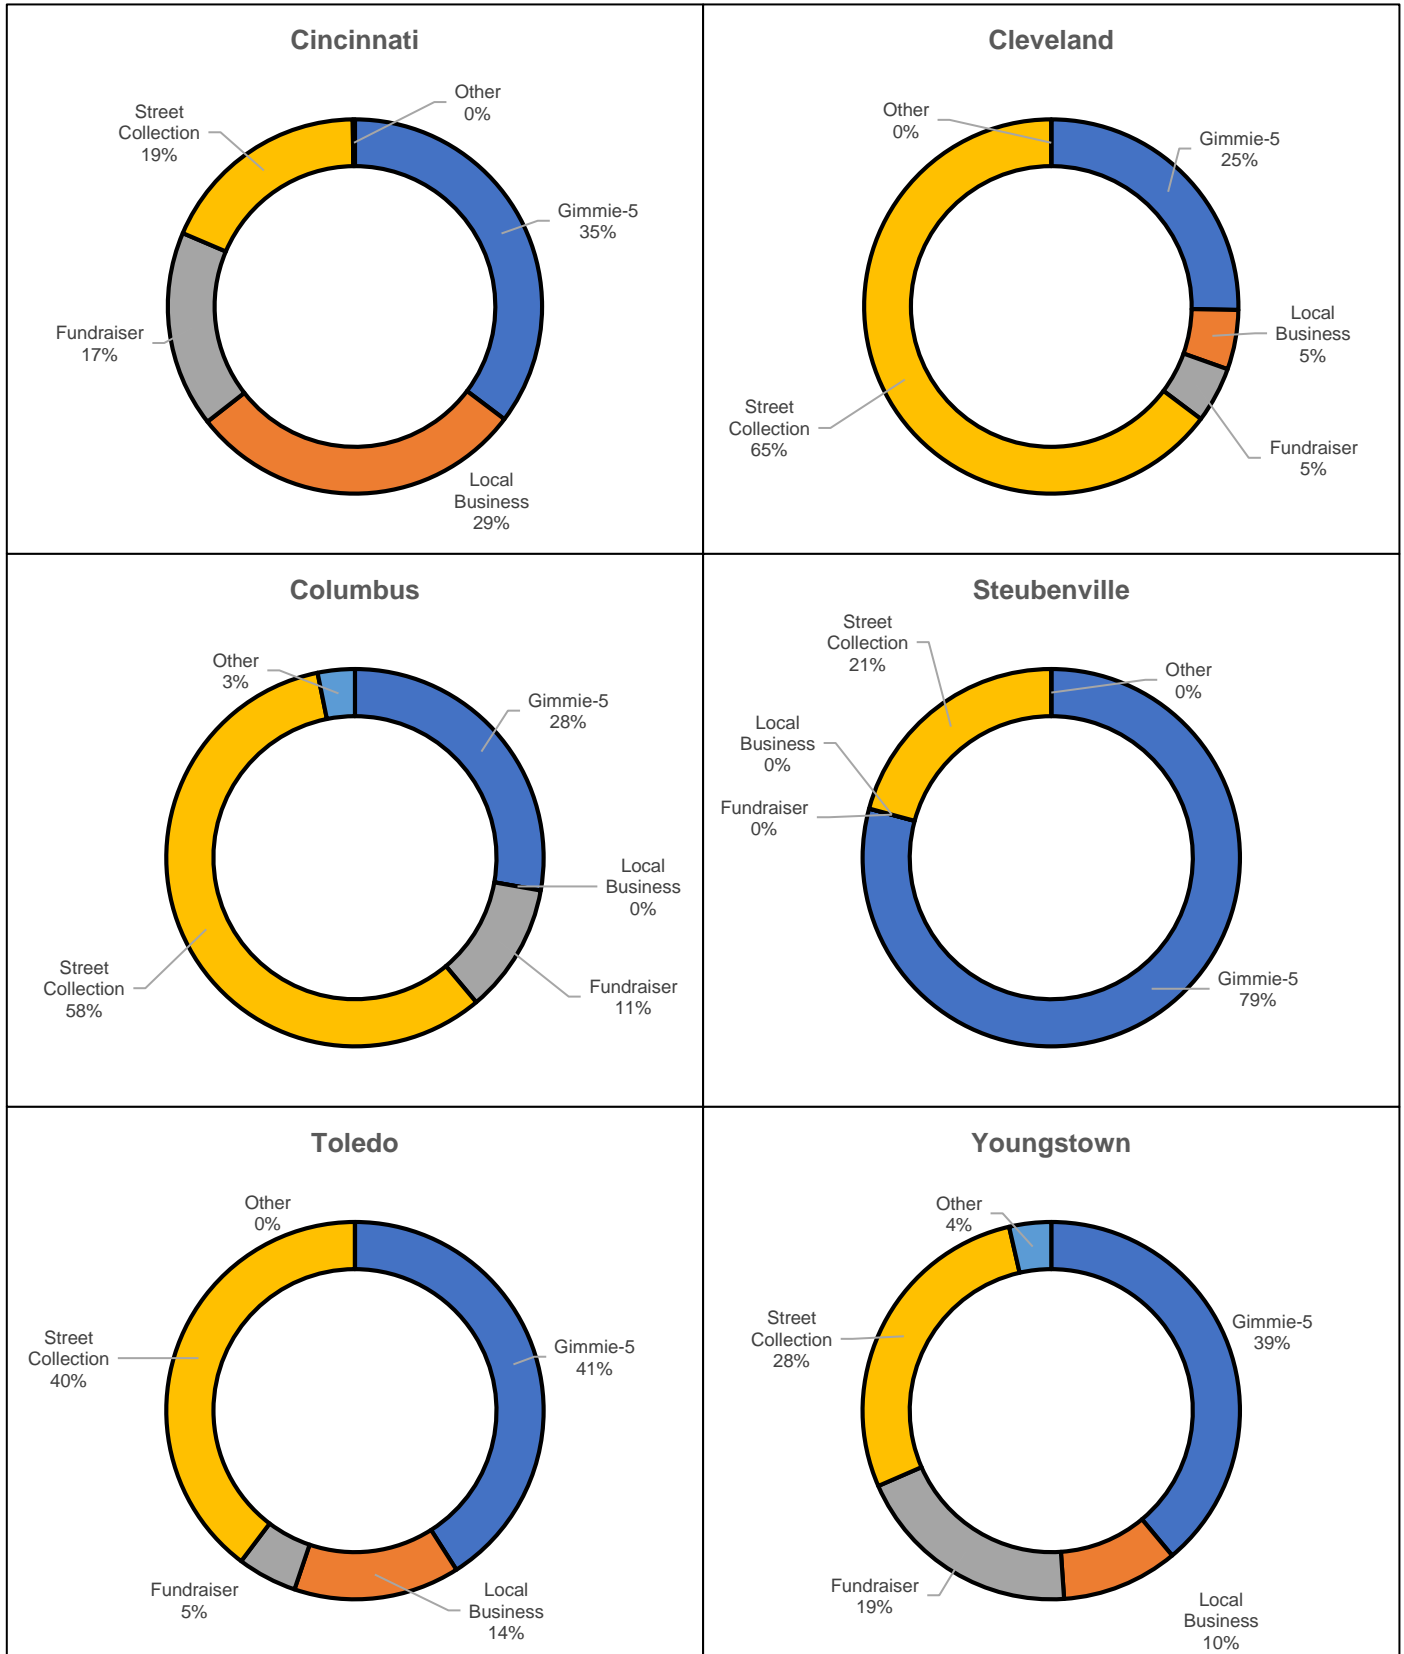 Cincinnati
Other
0%
Street
Collection
19%
Gimmie-5
35%
Fundraiser
17%
Local
Business
29%
Cleveland
Other
0%
Gimmie-5
25%
Local
Business
5%
Street
Collection
65%
Fundraiser
5%
Columbus
Other
3%
Gimmie-5
28%
Local
Business
0%
Street
Collection
58%
Fundraiser
11%
Steubenville
Street
Collection
21%
Other
0%
Local
Business
0%
Fundraiser
0%
Gimmie-5
79%
Toledo
Other
0%
Street
Collection
40%
Gimmie-5
41%
Fundraiser
5%
Local
Business
14%
Youngstown
Other
4%
Street
Collection
28%
Gimmie-5
39%
Fundraiser
19%
Local
Business
10%